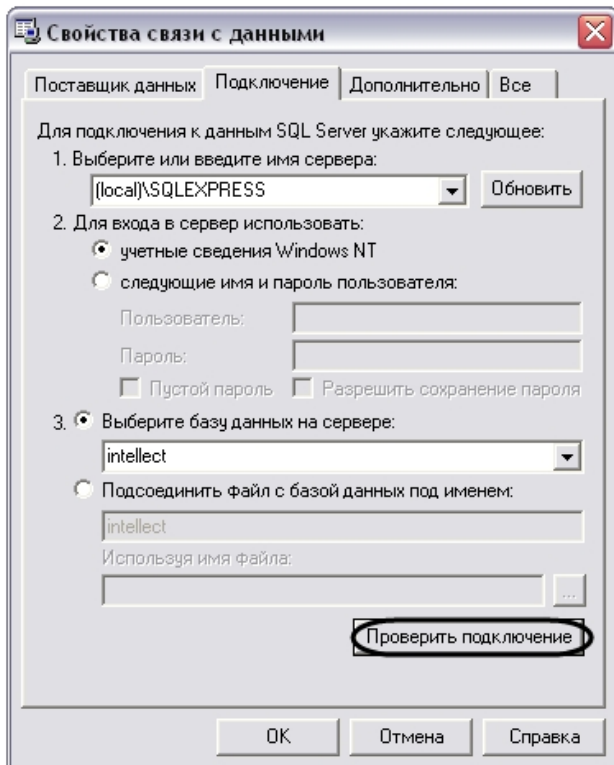 Свойства связи с данными
Поставщик данных Подключение Дополнительно Все
Для подключения к данным SQL Server укажите следующее:
1. Выберите или введите имя сервера:
(local)\SQLEXPRESS Обновить
2. Для входа в сервер использовать:
учетные сведения Windows NT
следующие имя и пароль пользователя:
Пользователь:
Пароль:
Пустой пароль Разрешить сохранение пароля
3. Выберите базу данных на сервере:
intellect
Подсоединить файл с базой данных под именем:
intellect
Используя имя файла:
...
Проверить подключение
OK Отмена Справка